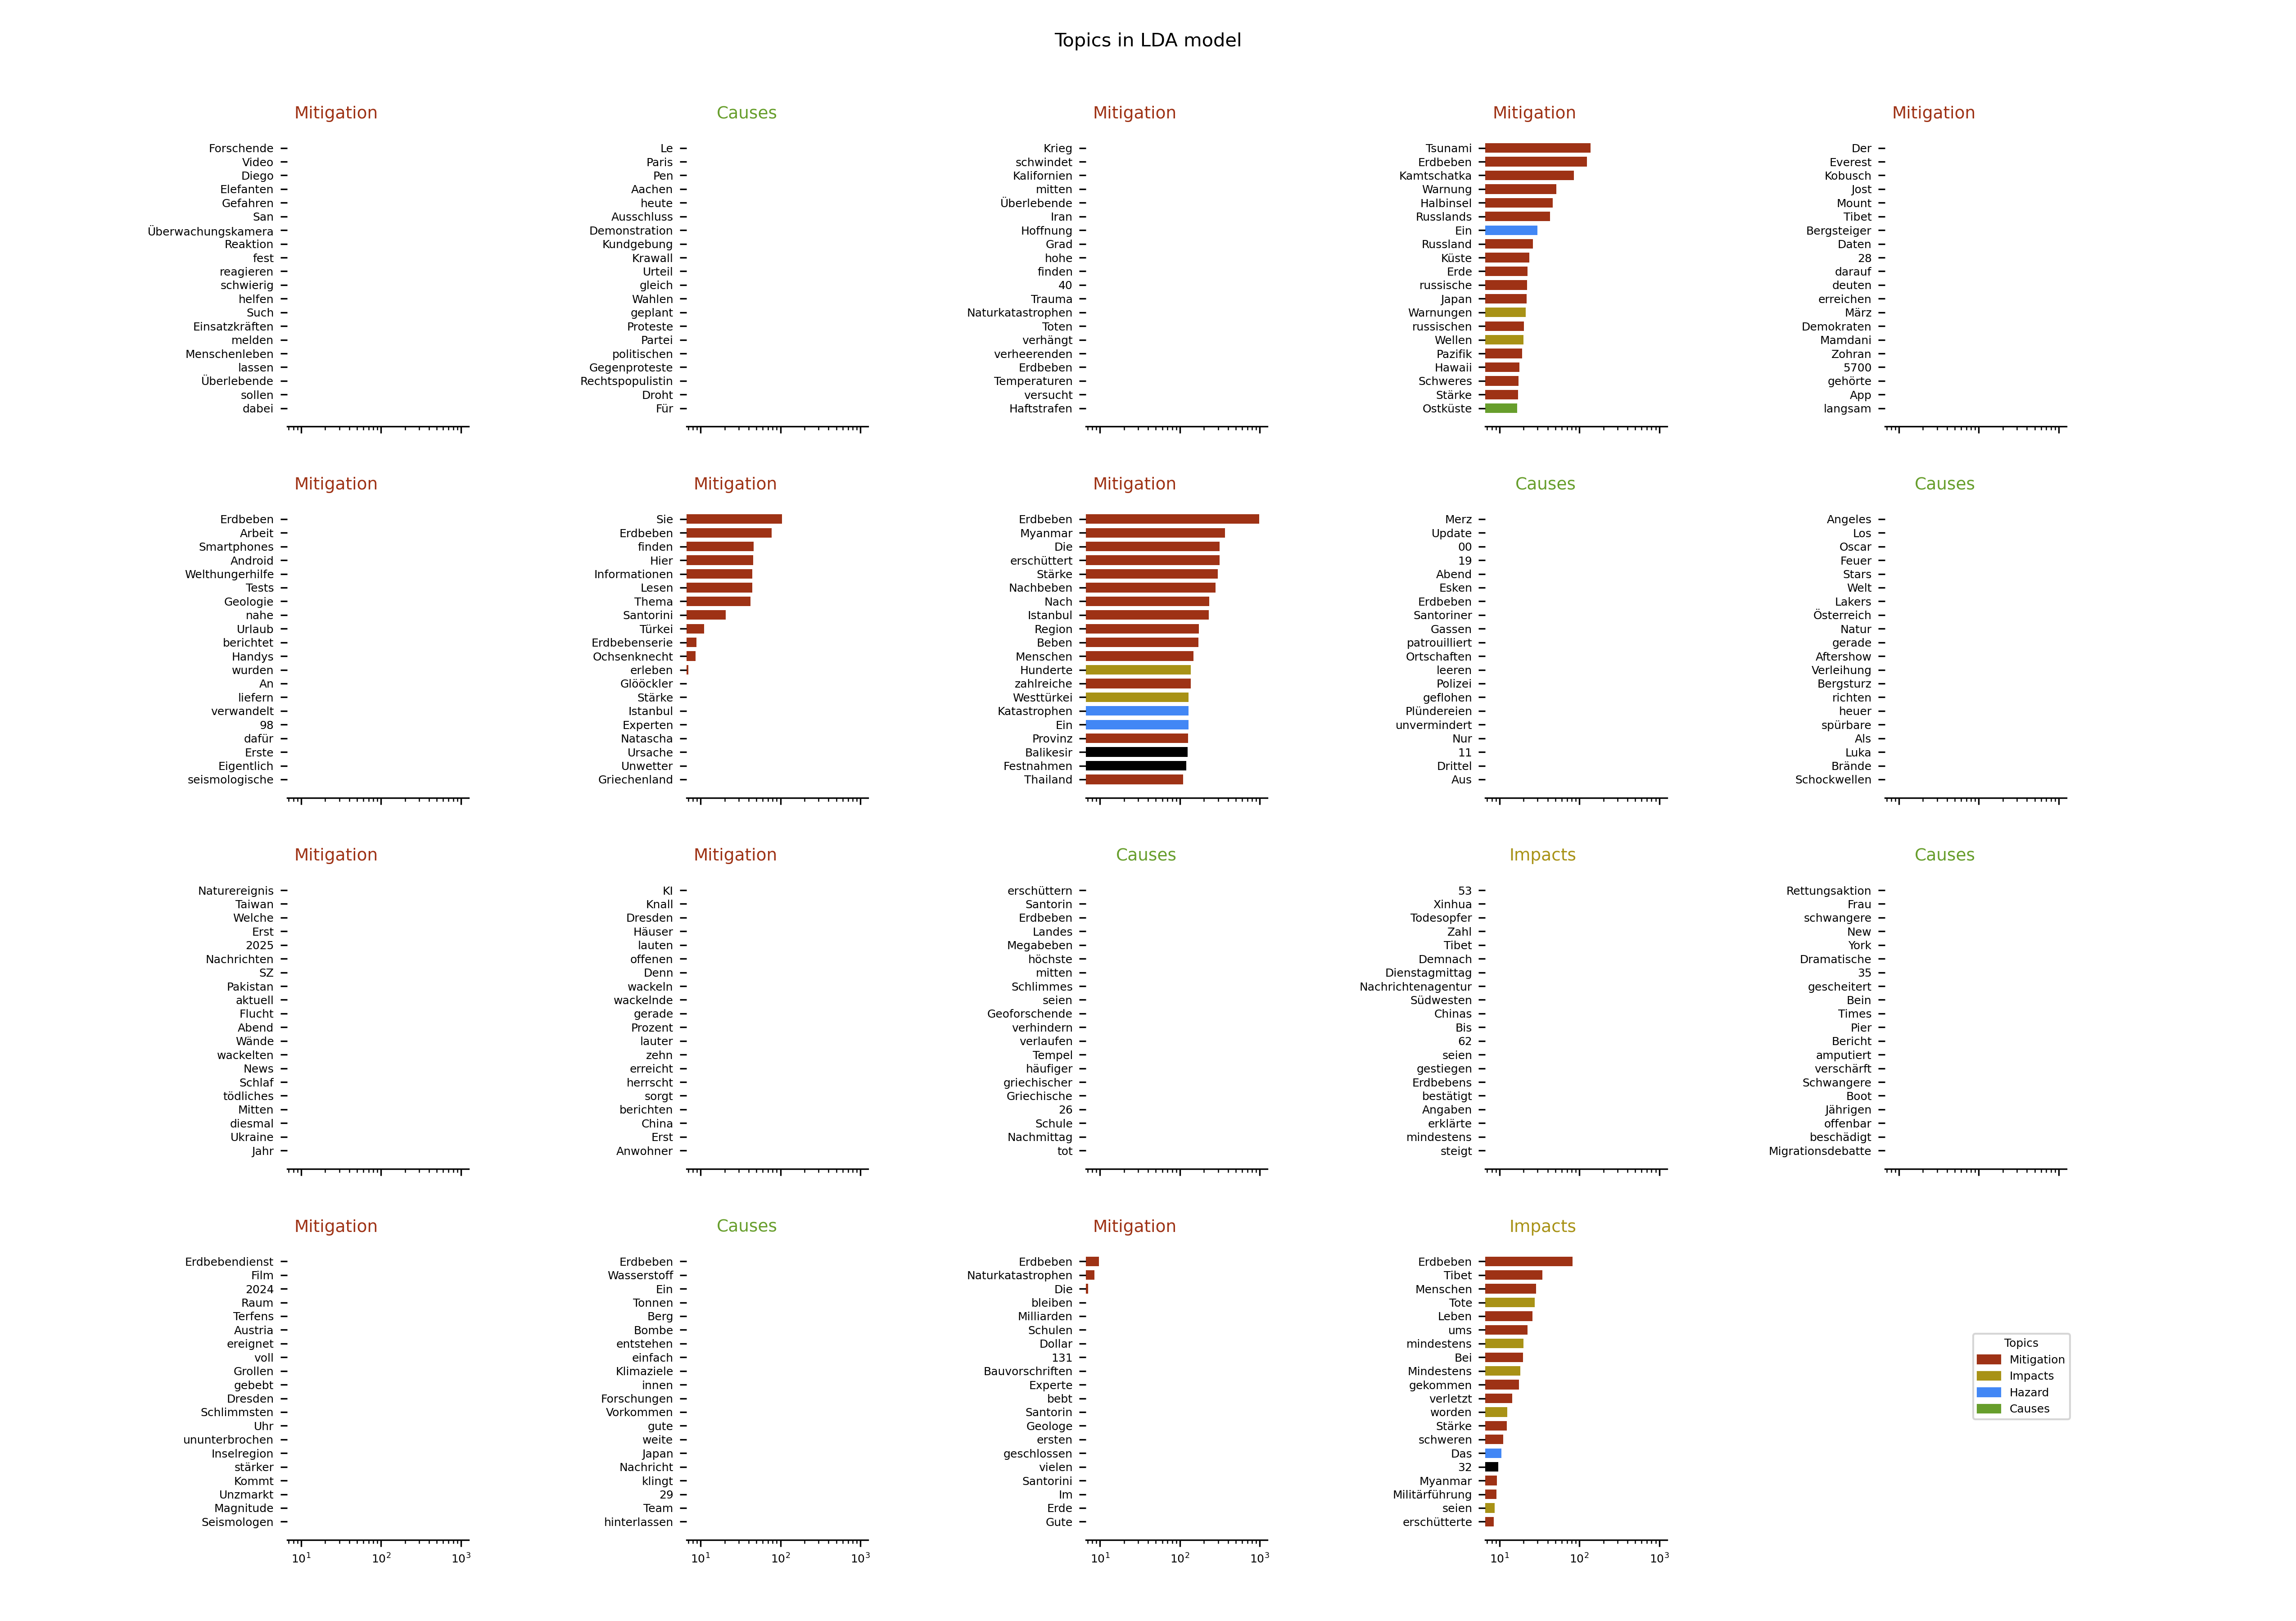 Topics in LDA model
Mitigation
Forschende
Video
Diego
Elefanten
Gefahren
San
Überwachungskamera
Reaktion
fest
reagieren
schwierig
helfen
Such
Einsatzkräften
melden
Menschenleben
lassen
Überlebende
sollen
dabei
Causes
Le
Paris
Pen
Aachen
heute
Ausschluss
Demonstration
Kundgebung
Krawall
Urteil
gleich
Wahlen
geplant
Proteste
Partei
politischen
Gegenproteste
Rechtspopulistin
Droht
Für
Mitigation
Krieg
schwindet
Kalifornien
mitten
Überlebende
Iran
Hoffnung
Grad
hohe
finden
40
Trauma
Naturkatastrophen
Toten
verhängt
verheerenden
Erdbeben
Temperaturen
versucht
Haftstrafen
Mitigation
Tsunami
Erdbeben
Kamtschatka
Warnung
Halbinsel
Russlands
Ein
Russland
Küste
Erde
russische
Japan
Warnungen
russischen
Wellen
Pazifik
Hawaii
Schweres
Stärke
Ostküste
Mitigation
Der
Everest
Kobusch
Jost
Mount
Tibet
Bergsteiger
Daten
28
darauf
deuten
erreichen
März
Demokraten
Mamdani
Zohran
5700
gehörte
App
langsam
Mitigation
Erdbeben
Arbeit
Smartphones
Android
Welthungerhilfe
Tests
Geologie
nahe
Urlaub
berichtet
Handys
wurden
An
liefern
verwandelt
98
dafür
Erste
Eigentlich
seismologische
Mitigation
Sie
Erdbeben
finden
Hier
Informationen
Lesen
Thema
Santorini
Türkei
Erdbebenserie
Ochsenknecht
erleben
Glööckler
Stärke
Istanbul
Experten
Natascha
Ursache
Unwetter
Griechenland
Mitigation
Erdbeben
Myanmar
Die
erschüttert
Stärke
Nachbeben
Nach
Istanbul
Region
Beben
Menschen
Hunderte
zahlreiche
Westtürkei
Katastrophen
Ein
Provinz
Balikesir
Festnahmen
Thailand
Causes
Merz
Update
00
19
Abend
Esken
Erdbeben
Santoriner
Gassen
patrouilliert
Ortschaften
leeren
Polizei
geflohen
Plündereien
unvermindert
Nur
11
Drittel
Aus
Causes
Angeles
Los
Oscar
Feuer
Stars
Welt
Lakers
Österreich
Natur
gerade
Aftershow
Verleihung
Bergsturz
richten
heuer
spürbare
Als
Luka
Brände
Schockwellen
Mitigation
Naturereignis
Taiwan
Welche
Erst
2025
Nachrichten
SZ
Pakistan
aktuell
Flucht
Abend
Wände
wackelten
News
Schlaf
tödliches
Mitten
diesmal
Ukraine
Jahr
Mitigation
KI
Knall
Dresden
Häuser
lauten
offenen
Denn
wackeln
wackelnde
gerade
Prozent
lauter
zehn
erreicht
herrscht
sorgt
berichten
China
Erst
Anwohner
Causes
erschüttern
Santorin
Erdbeben
Landes
Megabeben
höchste
mitten
Schlimmes
seien
Geoforschende
verhindern
verlaufen
Tempel
häufiger
griechischer
Griechische
26
Schule
Nachmittag
tot
Impacts
53
Xinhua
Todesopfer
Zahl
Tibet
Demnach
Dienstagmittag
Nachrichtenagentur
Südwesten
Chinas
Bis
62
seien
gestiegen
Erdbebens
bestätigt
Angaben
erklärte
mindestens
steigt
Causes
Rettungsaktion
Frau
schwangere
New
York
Dramatische
35
gescheitert
Bein
Times
Pier
Bericht
amputiert
verschärft
Schwangere
Boot
Jährigen
offenbar
beschädigt
Migrationsdebatte
Mitigation
Erdbebendienst
Film
2024
Raum
Terfens
Austria
ereignet
voll
Grollen
gebebt
Dresden
Schlimmsten
Uhr
ununterbrochen
Inselregion
stärker
Kommt
Unzmarkt
Magnitude
Seismologen
10¹ 10² 10³
Causes
Erdbeben
Wasserstoff
Ein
Tonnen
Berg
Bombe
entstehen
einfach
Klimaziele
innen
Forschungen
Vorkommen
gute
weite
Japan
Nachricht
klingt
29
Team
hinterlassen
10¹ 10² 10³
Mitigation
Erdbeben
Naturkatastrophen
Die
bleiben
Milliarden
Schulen
Dollar
131
Bauvorschriften
Experte
bebt
Santorin
Geologe
ersten
geschlossen
vielen
Santorini
Im
Erde
Gute
10¹ 10² 10³
Impacts
Erdbeben
Tibet
Menschen
Tote
Leben
ums
mindestens
Bei
Mindestens
gekommen
verletzt
worden
Stärke
schweren
Das
32
Myanmar
Militärführung
seien
erschütterte
10¹ 10² 10³
Topics
Mitigation
Impacts
Hazard
Causes